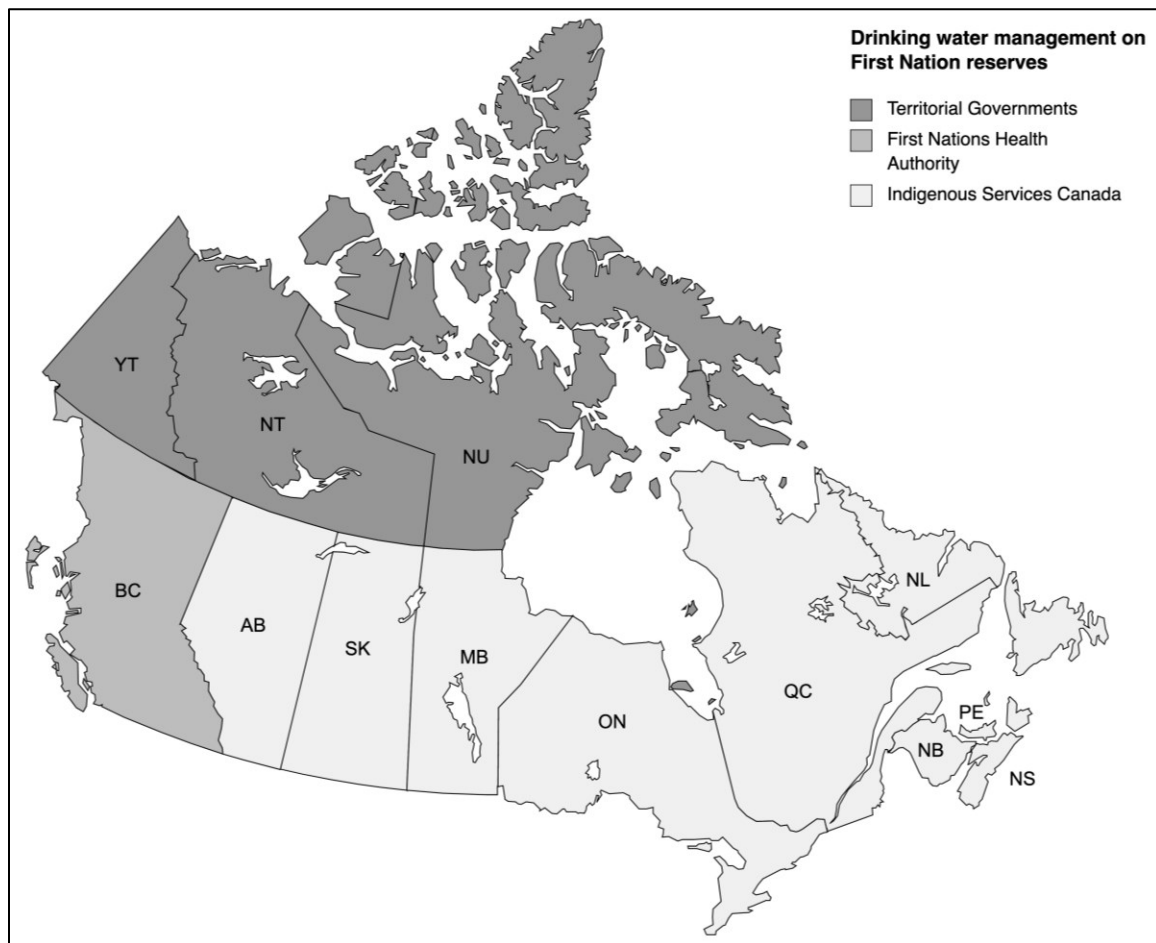 Drinking water management on
First Nation reserves
Territorial Governments
First Nations Health
Authority
Indigenous Services Canada
YT
NT
NU
BC
AB
SK
MB
ON
QC
NL
PE
NB
NS